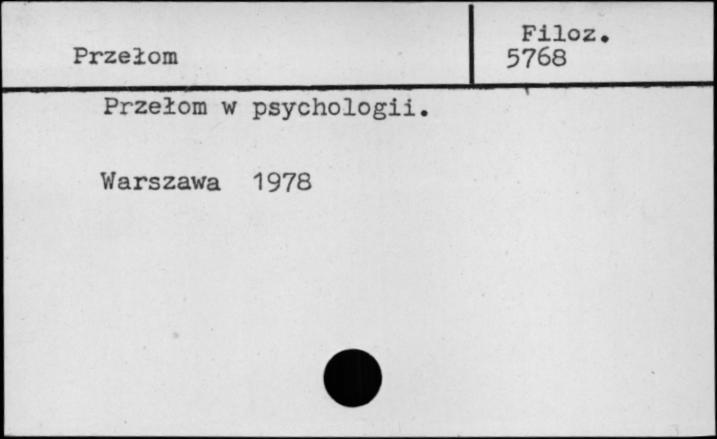 Przełom
Filoz.
5768
Przełom w psychologii.
Warszawa 1978